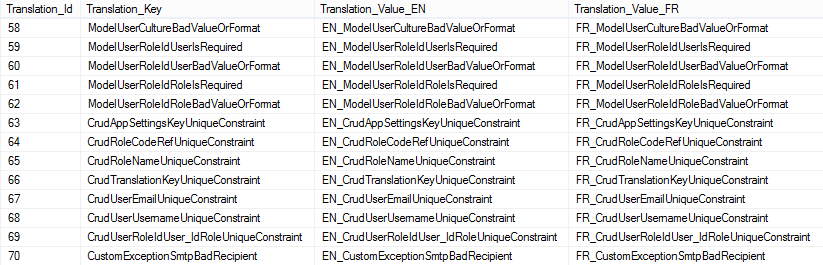 Translation_Id Translation_Key Translation_Value_EN Translation_Value_FR
58 ModelUserCultureBadValueOrFormat EN_ModelUserCultureBadValueOrFormat FR_ModelUserCultureBadValueOrFormat
59 ModelUserRoleIdUserIsRequired EN_ModelUserRoleIdUserIsRequired FR_ModelUserRoleIdUserIsRequired
60 ModelUserRoleIdUserBadValueOrFormat EN_ModelUserRoleIdUserBadValueOrFormat FR_ModelUserRoleIdUserBadValueOrFormat
61 ModelUserRoleIdRoleIsRequired EN_ModelUserRoleIdRoleIsRequired FR_ModelUserRoleIdRoleIsRequired
62 ModelUserRoleIdRoleBadValueOrFormat EN_ModelUserRoleIdRoleBadValueOrFormat FR_ModelUserRoleIdRoleBadValueOrFormat
63 CrudAppSettingsKeyUniqueConstraint EN_CrudAppSettingsKeyUniqueConstraint FR_CrudAppSettingsKeyUniqueConstraint
64 CrudRoleCodeRefUniqueConstraint EN_CrudRoleCodeRefUniqueConstraint FR_CrudRoleCodeRefUniqueConstraint
65 CrudRoleNameUniqueConstraint EN_CrudRoleNameUniqueConstraint FR_CrudRoleNameUniqueConstraint
66 CrudTranslationKeyUniqueConstraint EN_CrudTranslationKeyUniqueConstraint FR_CrudTranslationKeyUniqueConstraint
67 CrudUserEmailUniqueConstraint EN_CrudUserEmailUniqueConstraint FR_CrudUserEmailUniqueConstraint
68 CrudUserUsernameUniqueConstraint EN_CrudUserUsernameUniqueConstraint FR_CrudUserUsernameUniqueConstraint
69 CrudUserRoleIdUser_IdRoleUniqueConstraint EN_CrudUserRoleIdUser_IdRoleUniqueConstraint FR_CrudUserRoleIdUser_IdRoleUniqueConstraint
70 CustomExceptionSmtpBadRecipient EN_CustomExceptionSmtpBadRecipient FR_CustomExceptionSmtpBadRecipient